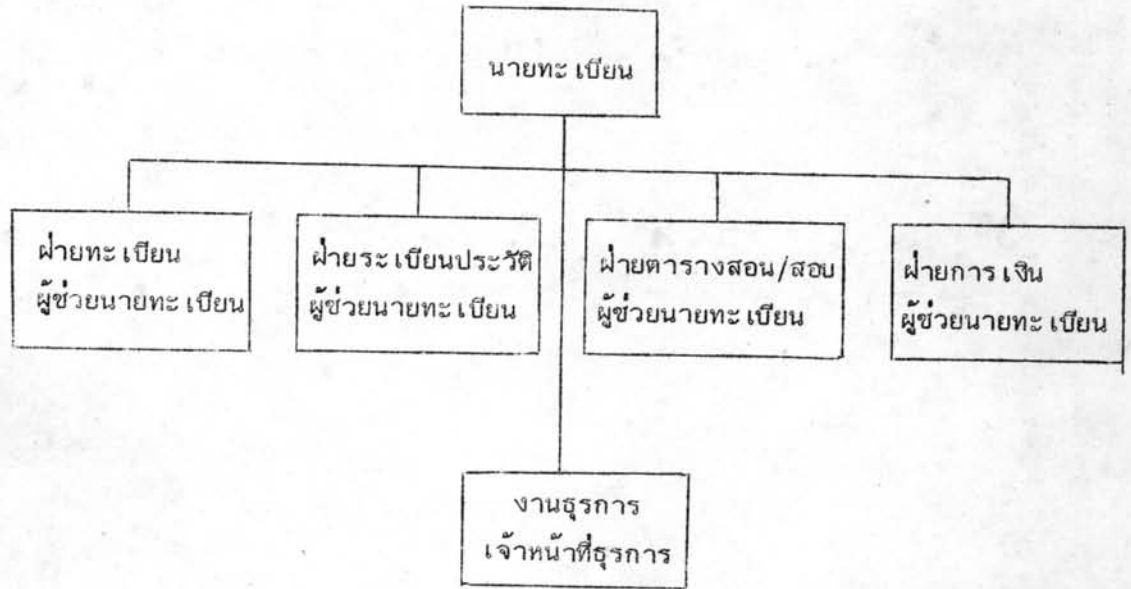 นายทะเบียน
ฝ่ายทะเบียน
ผู้ช่วยนายทะเบียน
ฝ่ายระเบียนประวัติ
ผู้ช่วยนายทะเบียน
ฝ่ายตารางสอน/สอบ
ผู้ช่วยนายทะเบียน
ฝ่ายการเงิน
ผู้ช่วยนายทะเบียน
งานธุรการ
เจ้าหน้าที่ธุรการ